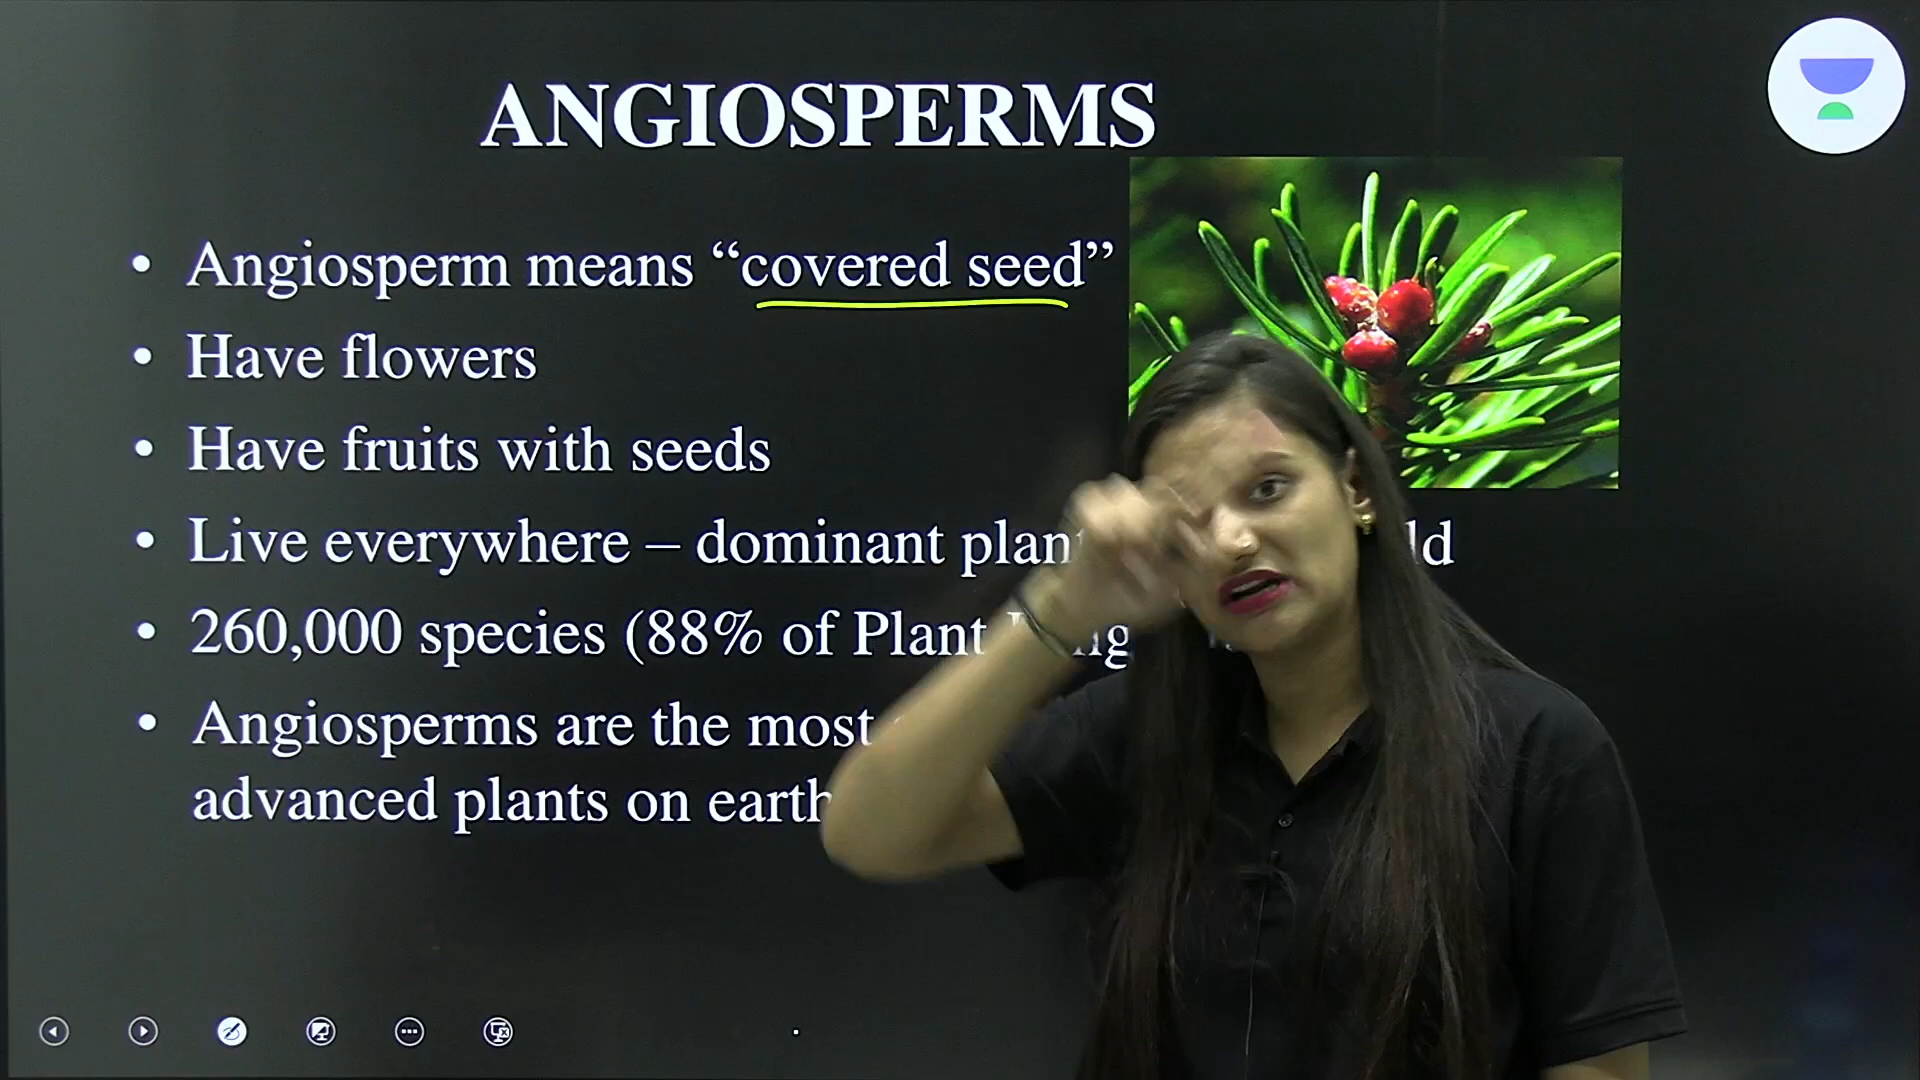 ANGIOSPERMS
• Angiosperm means “covered seed”
• Have flowers
• Have fruits with seeds
• Live everywhere – dominant
• 260,000 species (88% of Plant
• Angiosperms are the most
advanced plants on earth